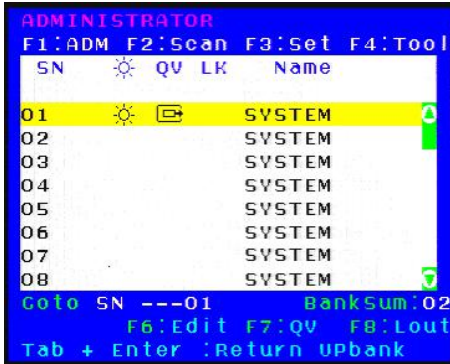 ADMINISTRATOR
F1:ADM F2:Scan F3:Set F4:Tool
SN QV LK Name
01 SYSTEM
02 SYSTEM
03 SYSTEM
04 SYSTEM
05 SYSTEM
06 SYSTEM
07 SYSTEM
08 SYSTEM
Goto SN ---01 BankSum:02
F6:Edit F7:QV F8:Lout
Tab + Enter :Return UPbank